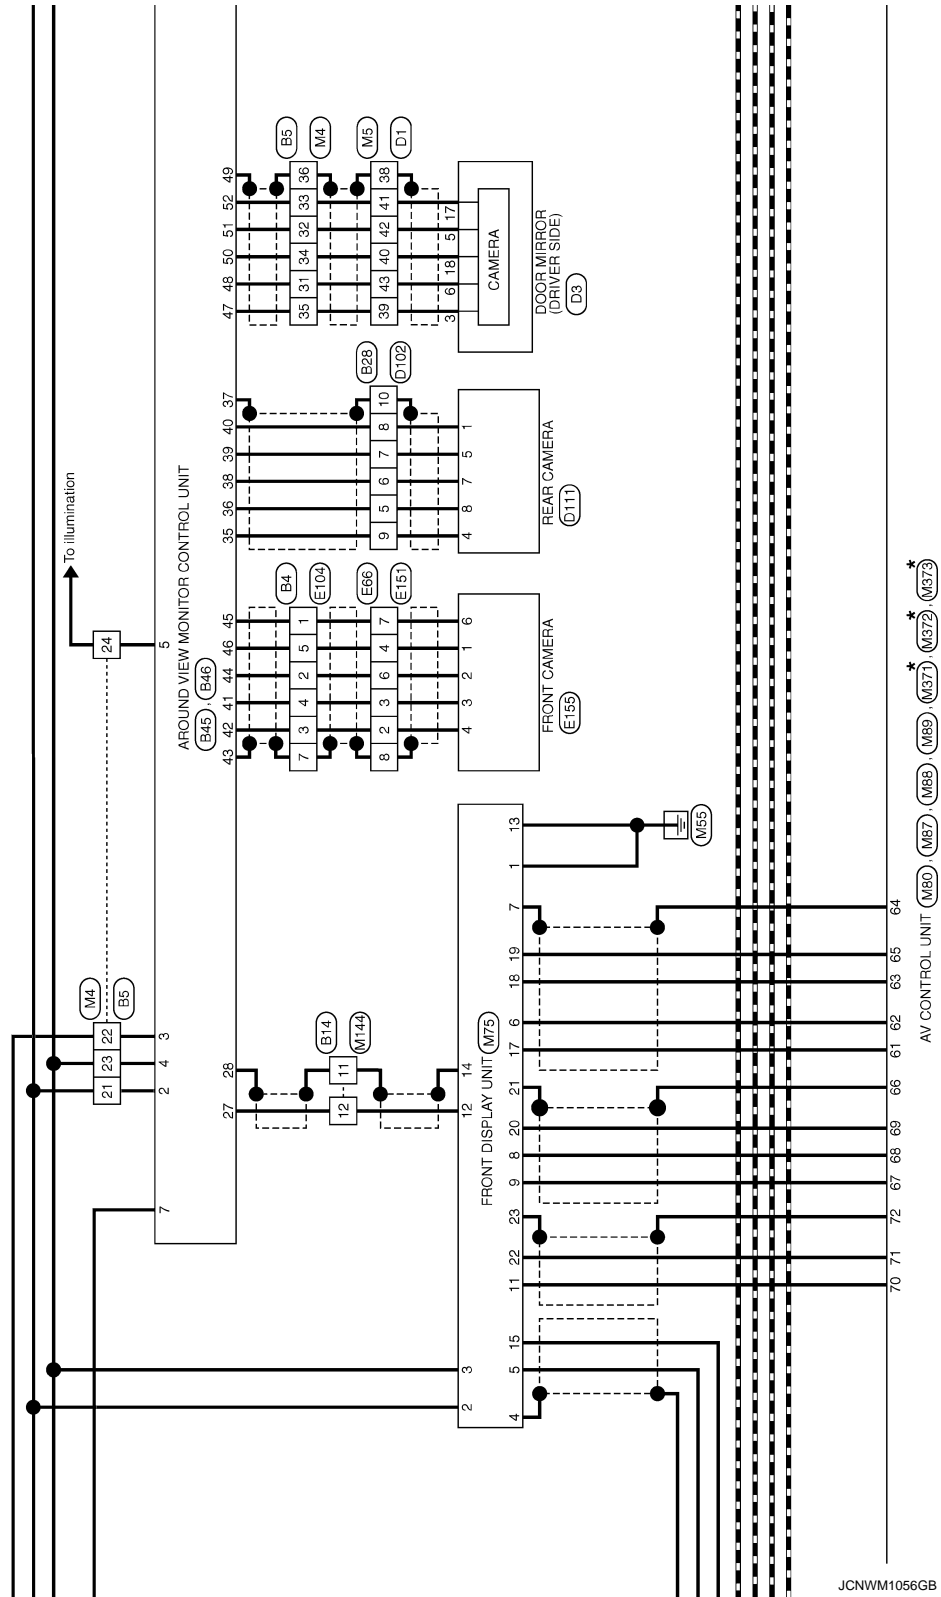 49 52 51 50 48 47
B5
M4
36 33 32 34 31 35
M5
D1
38 41 42 40 43 39
17 5 18 6 3
CAMERA
DOOR MIRROR
(DRIVER SIDE)
D3
37 40 39 38 36 35
B28
D102
10 8 7 6 5 9
1 5 7 8 4
REAR CAMERA
D111
To illumination
24
5
AROUND VIEW MONITOR CONTROL UNIT
B45 , B46
45 46 44 41 42 43
B4
E104
1 5 2 4 3 7
E66
E151
7 4 6 3 2 8
6 1 2 3 4
FRONT CAMERA
E155
M4
B5
22 23 21
3 4 2
7
28 27
B14
M144
11
12
14 12
3
2
FRONT DISPLAY UNIT M75
13 1
M55
7 19 18 6 17
21 20 8 9
23 22 11
15 5 4
64 65 63 62 61
66 69 68 67
72 71 70
AV CONTROL UNIT M80 , M87 , M88 , M89 , M371* , M372* , M373*
JCNWM1056GB